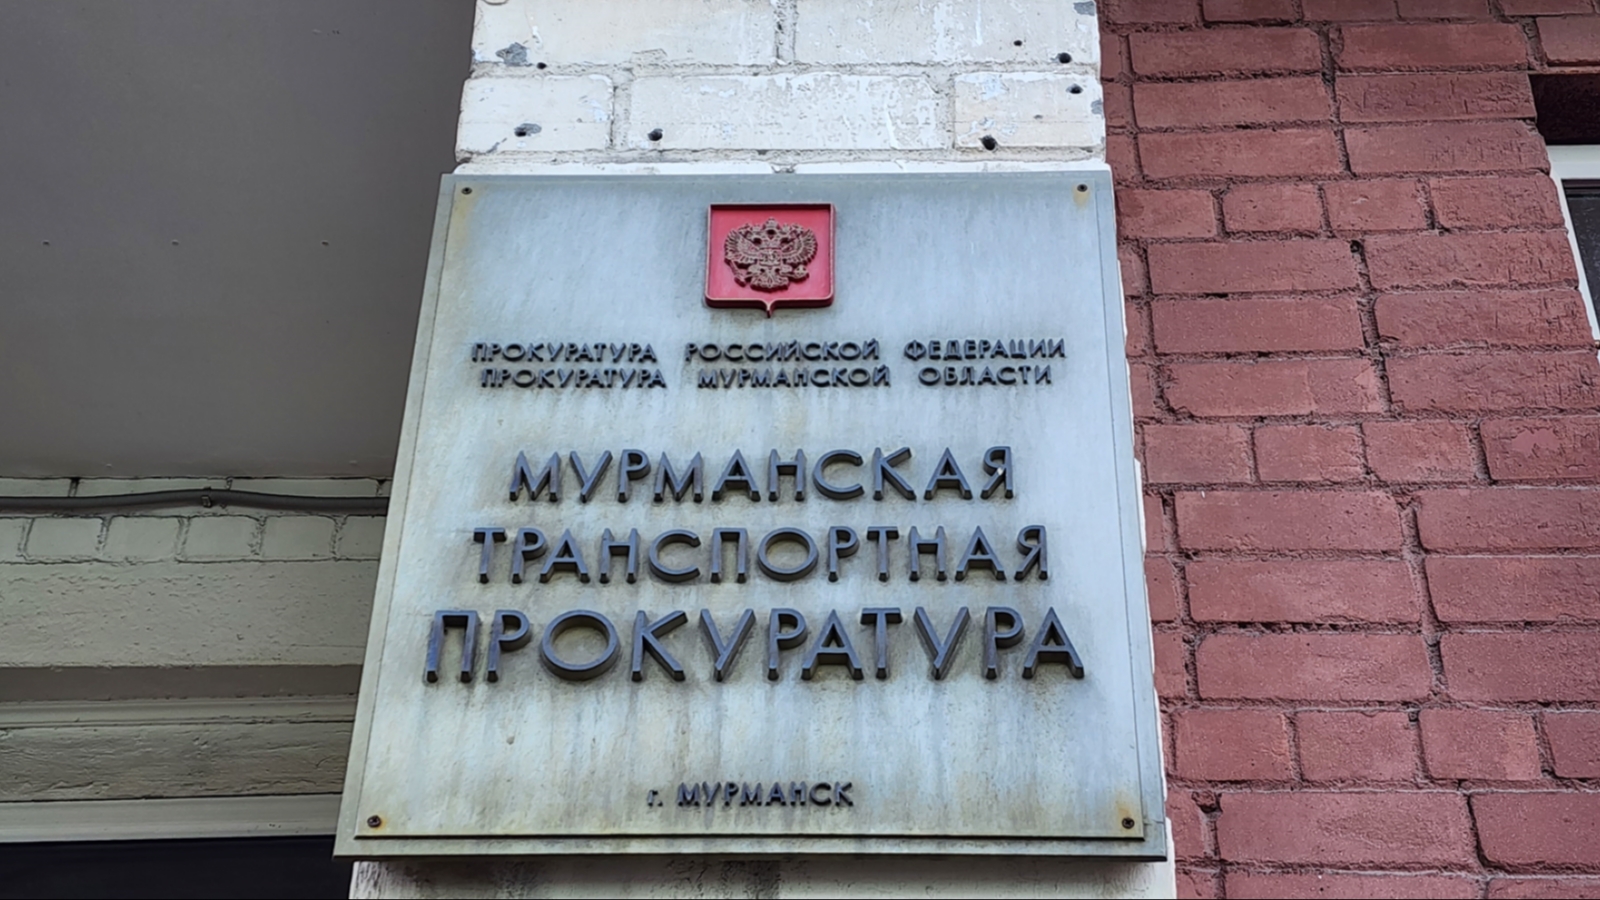 ПРОКУРАТУРА РОССИЙСКОЙ ФЕДЕРАЦИИ
ПРОКУРАТУРА МУРМАНСКОЙ ОБЛАСТИ
МУРМАНСКАЯ
ТРАНСПОРТНАЯ
ПРОКУРАТУРА
г. МУРМАНСК